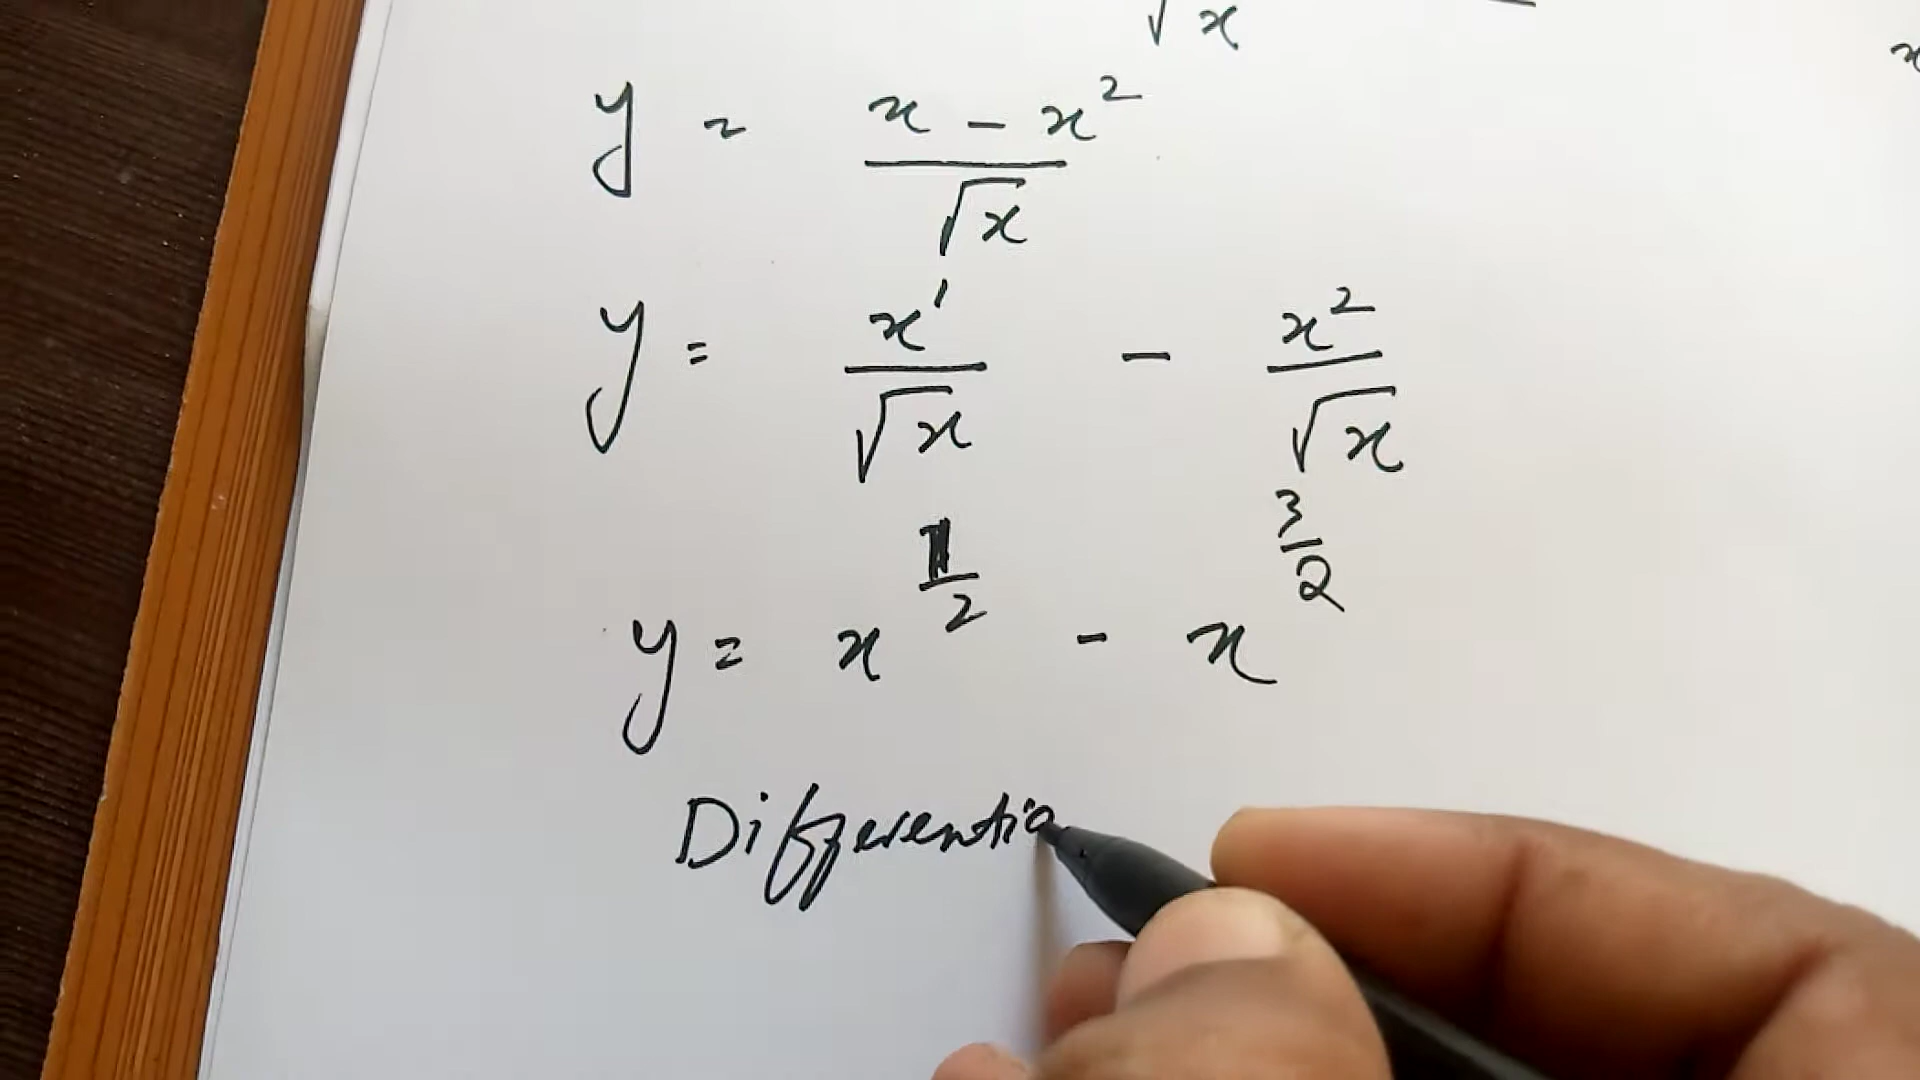 √x
x
y = x - x²/√x
y = x¹/√x - x²/√x
y = x^1/2 - x^3/2
Differentia